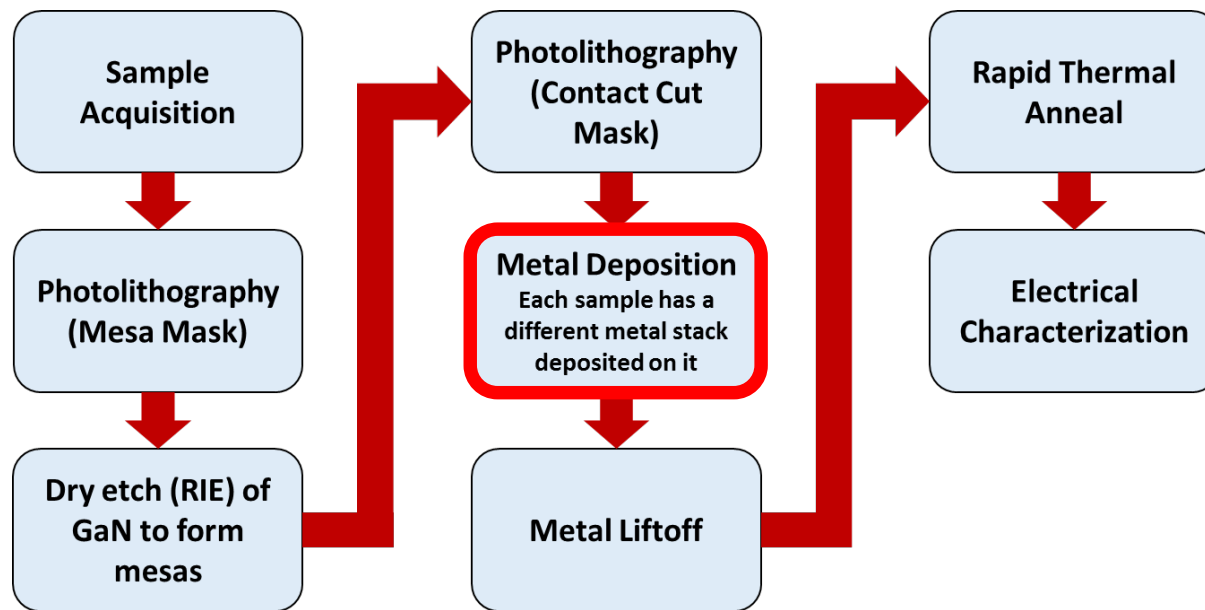 Sample
Acquisition
Photolithography
(Mesa Mask)
Dry etch (RIE) of
GaN to form
mesas
Photolithography
(Contact Cut
Mask)
Metal Deposition
Each sample has a
different metal stack
deposited on it
Metal Liftoff
Rapid Thermal
Anneal
Electrical
Characterization